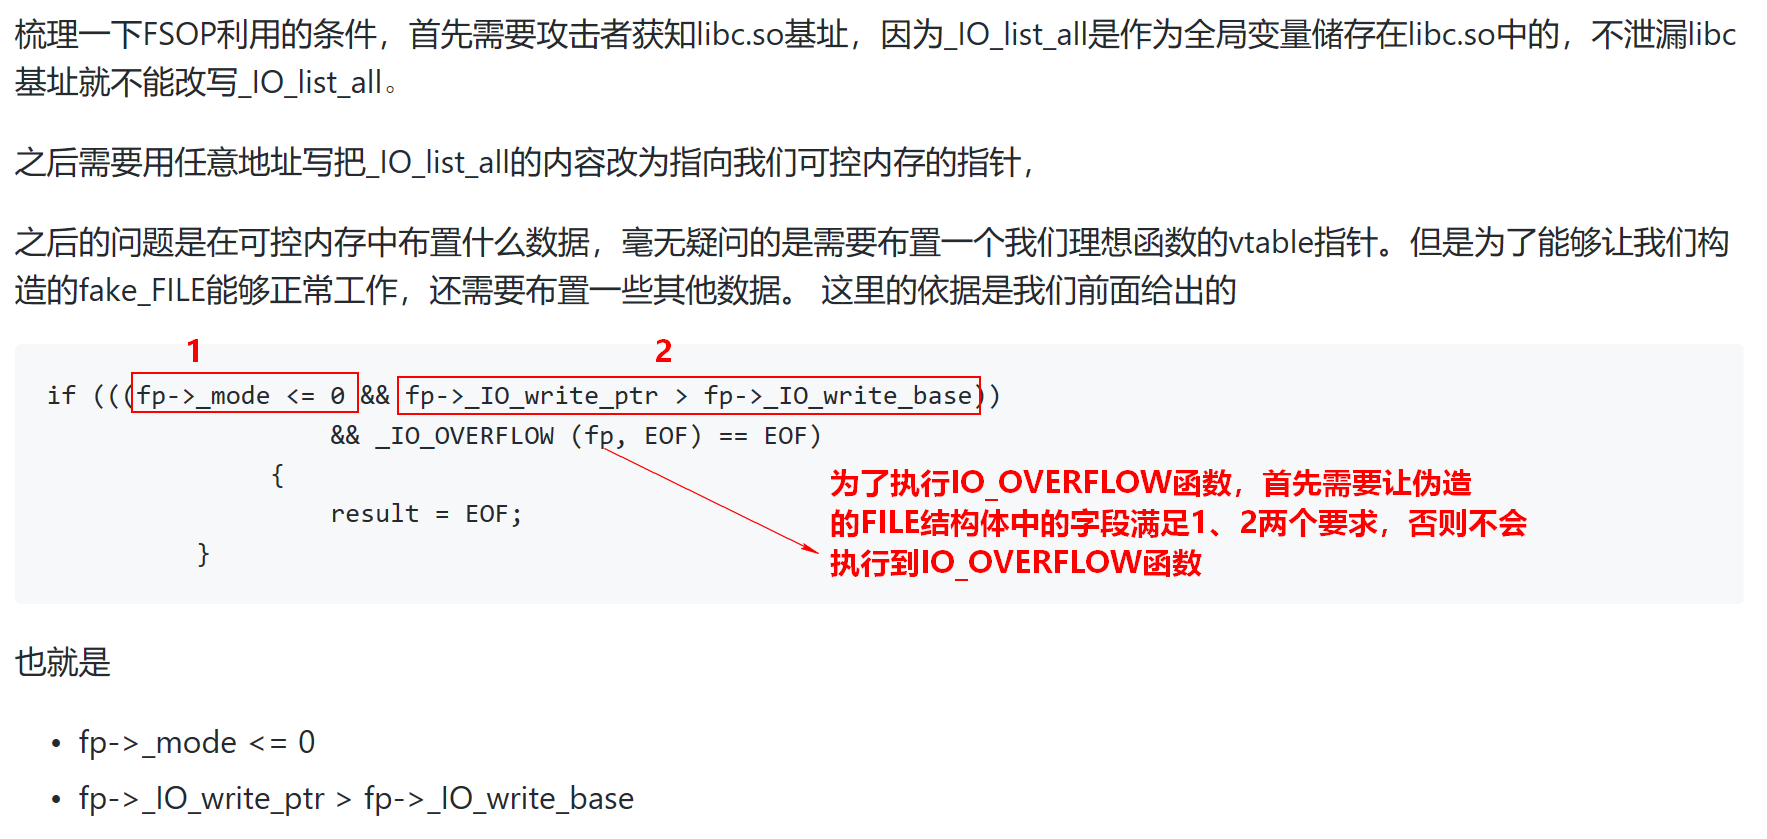 梳理一下FSOP利用的条件，首先需要攻击者获知libc.so基址，因为_IO_list_all是作为全局变量储存在libc.so中的，不泄漏libc
基址就不能改写_IO_list_all。
之后需要用任意地址写把_IO_list_all的内容改为指向我们可控内存的指针，
之后的问题是在可控内存中布置什么数据，毫无疑问的是需要布置一个我们理想函数的vtable指针。但是为了能够让我们构
造的fake_FILE能够正常工作，还需要布置一些其他数据。 这里的依据是我们前面给出的
1 2
if (((fp->_mode <= 0 && fp->_IO_write_ptr > fp->_IO_write_base))
&& _IO_OVERFLOW (fp, EOF) == EOF)
{
result = EOF;
}
为了执行IO_OVERFLOW函数，首先需要让伪造
的FILE结构体中的字段满足1、2两个要求，否则不会
执行到IO_OVERFLOW函数
也就是
• fp->_mode <= 0
• fp->_IO_write_ptr > fp->_IO_write_base